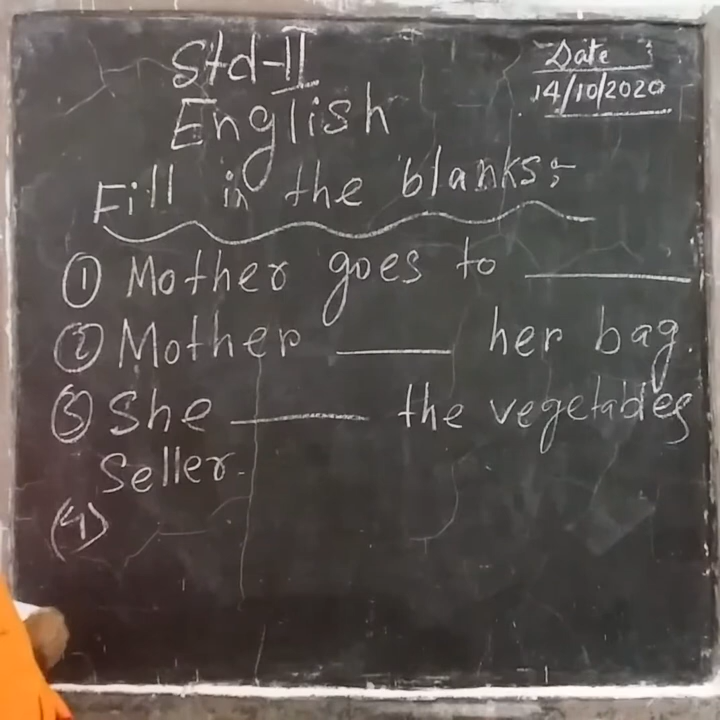 Std-II
Date
14/10/2020
English
Fill in the blanks:-
① Mother goes to ______
② Mother ______ her bag.
③ She ______ the vegetables
Seller.
(4)